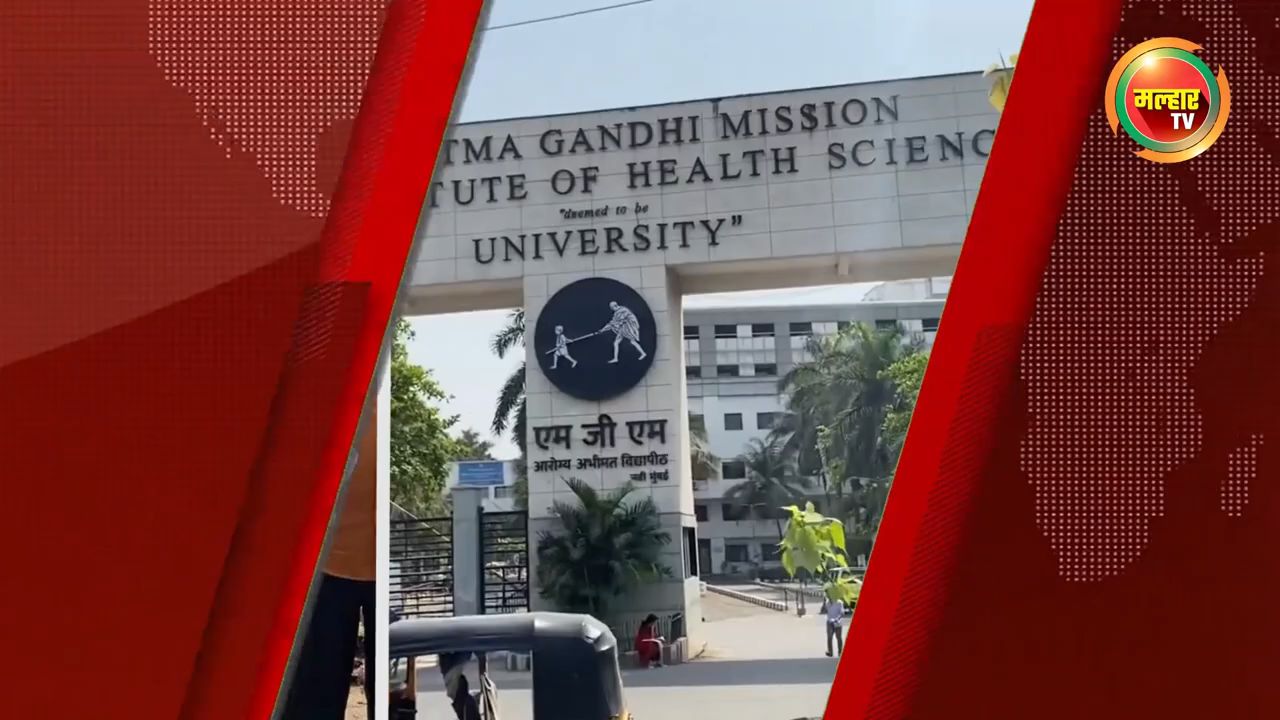 TMA GANDHI MISSION
TUTE OF HEALTH SCIENC
"deemed to be
UNIVERSITY"
एम जी एम
आरोग्य अभीमत विद्यापीठ
नवी मुंबई
मल्हार
TV